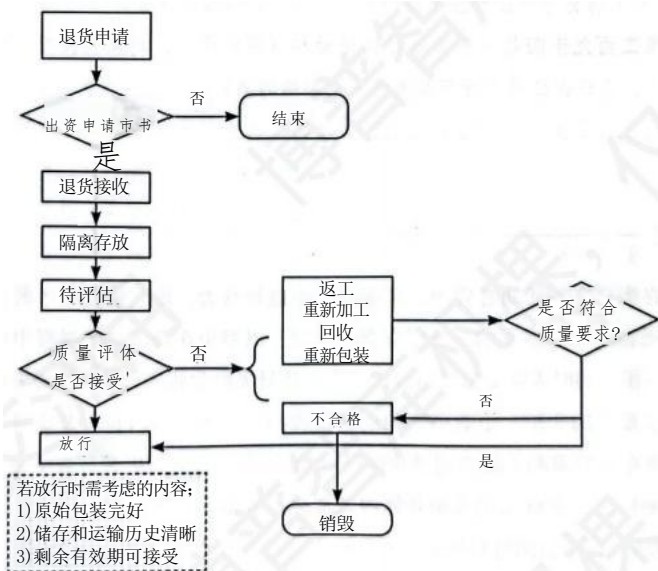 退货申请
出资申请市书
否
结束
是
退货接收
隔离存放
待评估
质量评体
是否接受'
否
返工
重新加工
回收
重新包装
是否符合
质量要求?
否
不合格
放行
是
销毁
若放行时需考虑的内容;
1)原始包装完好
2)储存和运输历史清晰
3)剩余有效期可接受